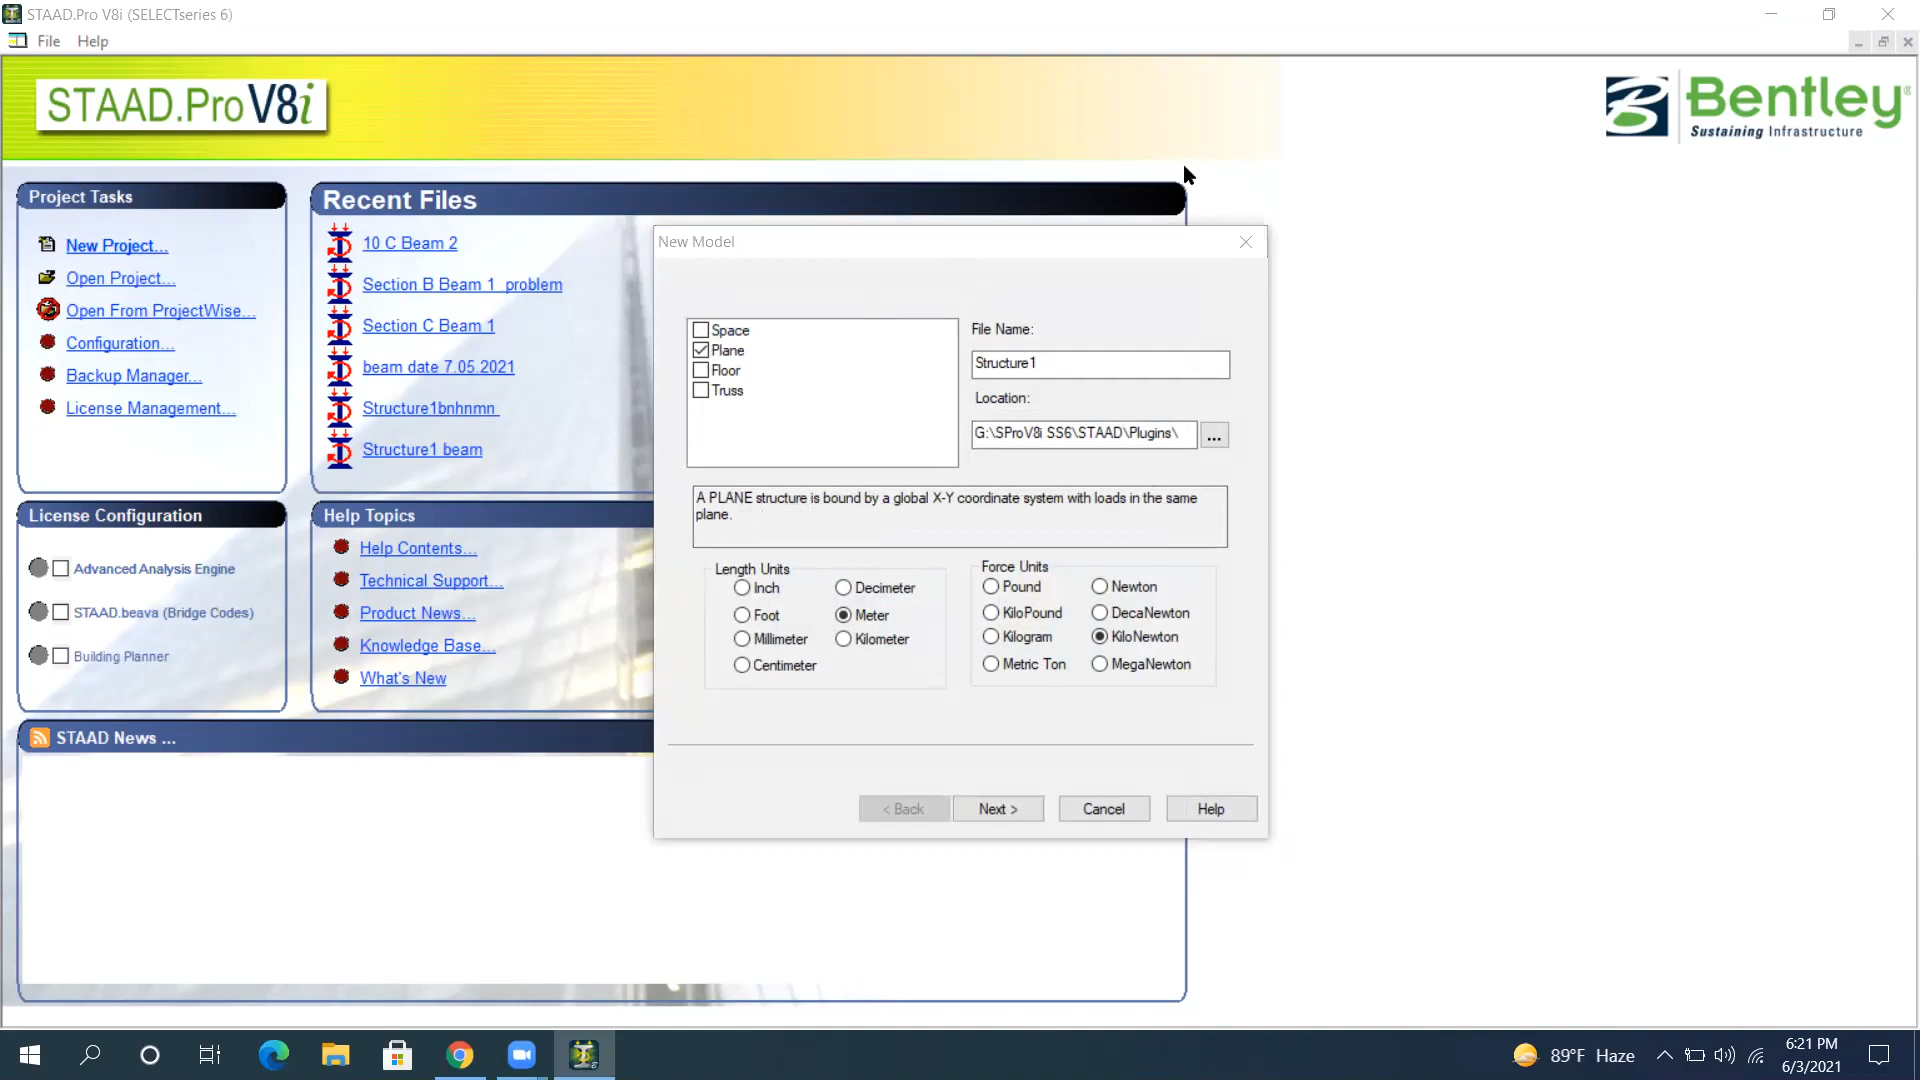 STAAD.Pro V8i (SELECTseries 6)
File Help
STAAD.Pro V8i
Bentley®
Sustaining Infrastructure
Project Tasks
New Project...
Open Project...
Open From ProjectWise...
Configuration...
Backup Manager...
License Management...
Recent Files
10 C Beam 2
Section B Beam 1 problem
Section C Beam 1
beam date 7.05.2021
Structure1bnhnmn
Structure1 beam
License Configuration
Advanced Analysis Engine
STAAD.beava (Bridge Codes)
Building Planner
Help Topics
Help Contents...
Technical Support...
Product News...
Knowledge Base...
What's New
STAAD News ...
New Model
Space
Plane
Floor
Truss
File Name:
Structure1
Location:
G:\SProV8i SS6\STAAD\Plugins\
...
A PLANE structure is bound by a global X-Y coordinate system with loads in the same
plane.
Length Units
Inch Decimeter
Foot Meter
Millimeter Kilometer
Centimeter
Force Units
Pound Newton
KiloPound DecaNewton
Kilogram KiloNewton
Metric Ton MegaNewton
< Back Next > Cancel Help
89°F Haze
6:21 PM
6/3/2021